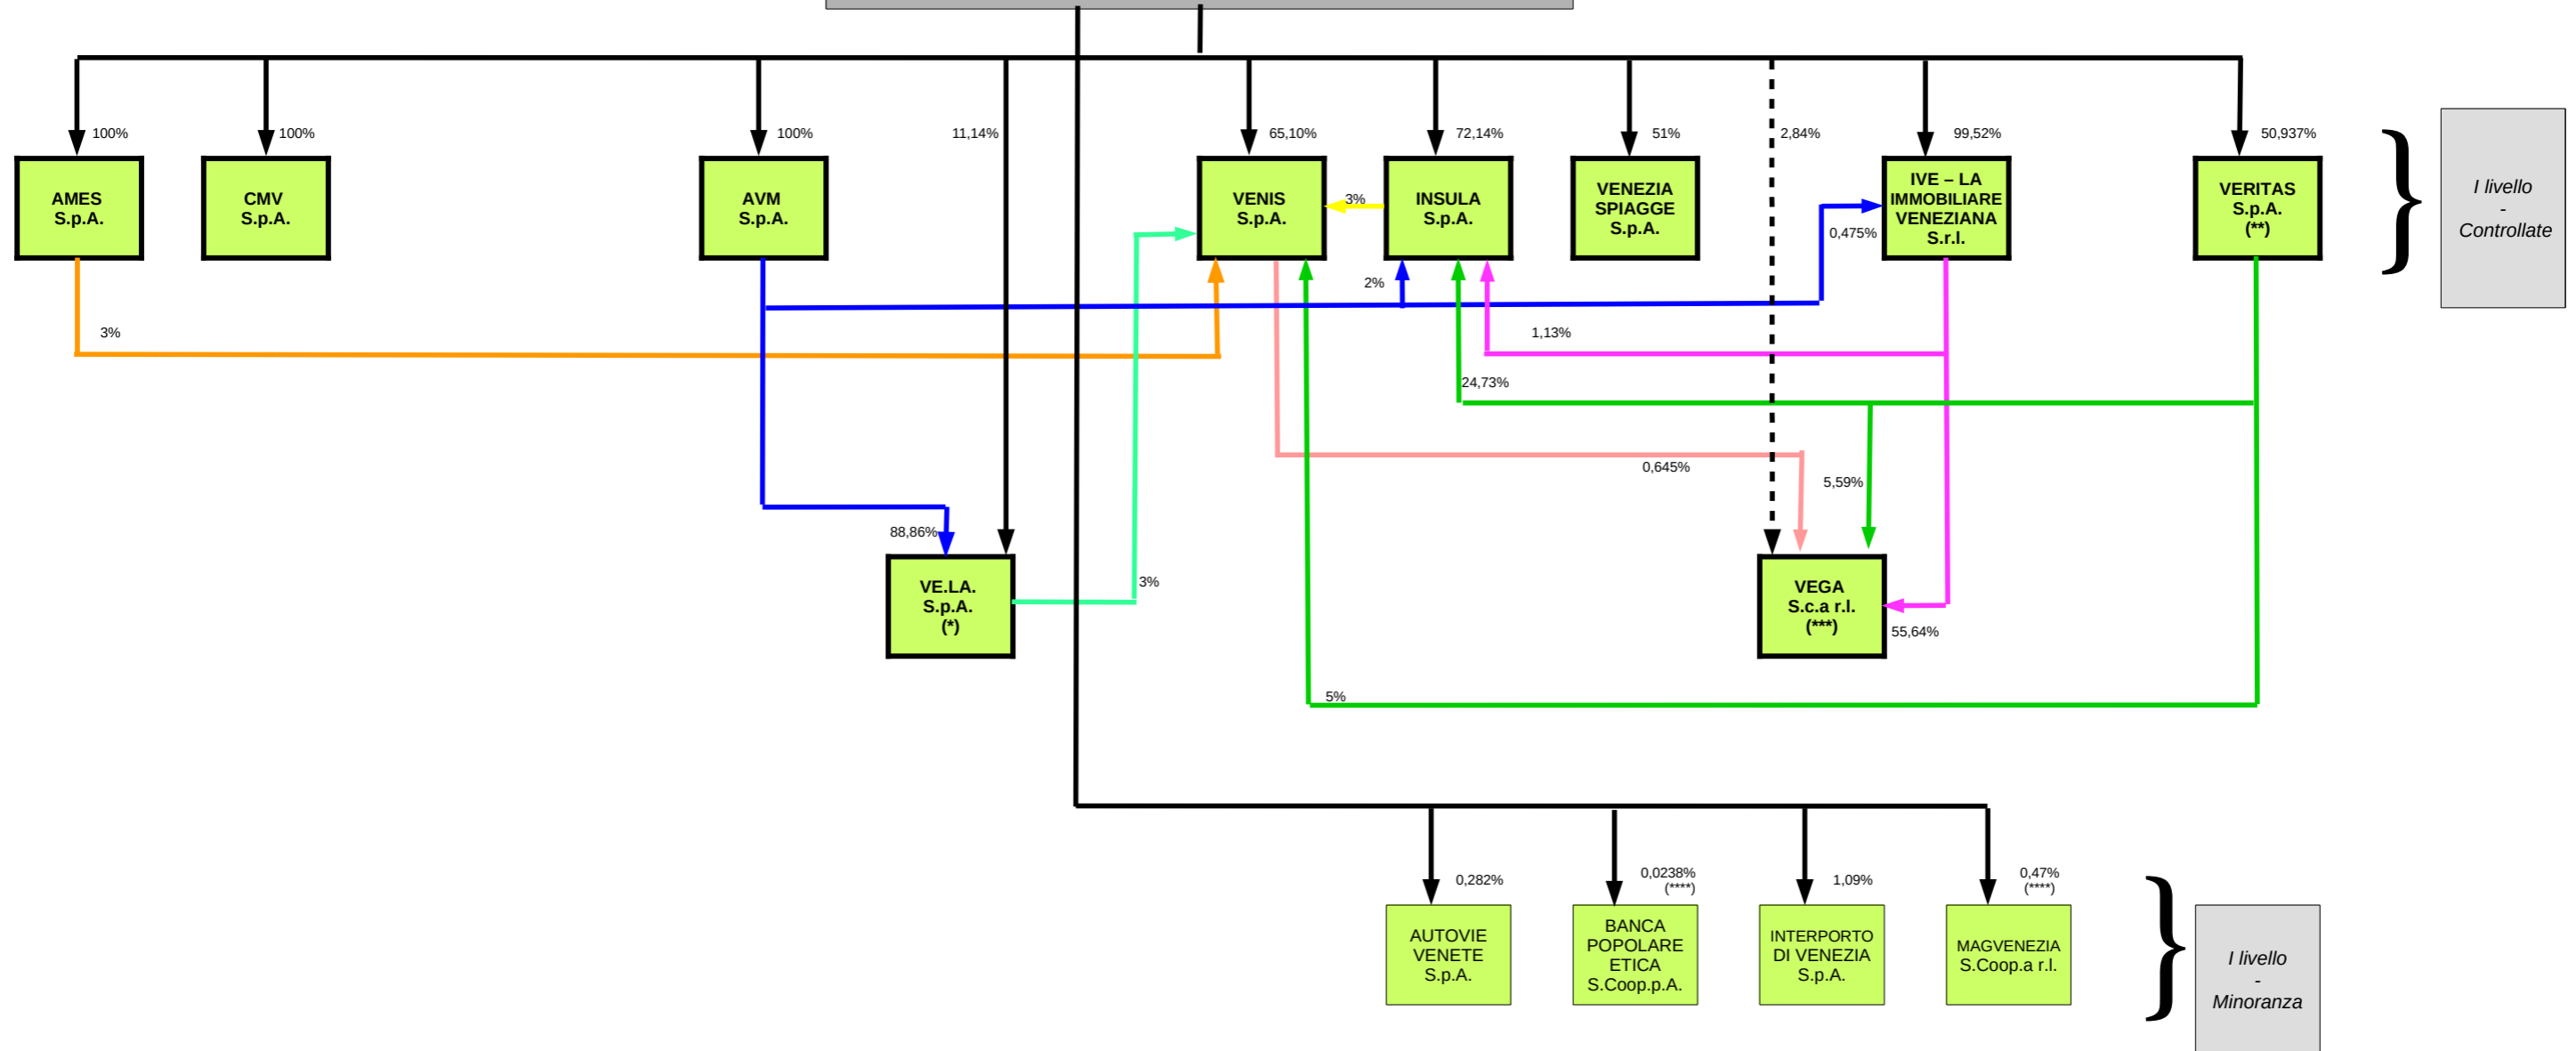 100%
100%
100%
11,14%
65,10%
72,14%
51%
2,84%
99,52%
50,937%
AMES
S.p.A.
CMV
S.p.A.
AVM
S.p.A.
VENIS
S.p.A.
3%
INSULA
S.p.A.
VENEZIA
SPIAGGE
S.p.A.
IVE – LA
IMMOBILIARE
VENEZIANA
S.r.l.
VERITAS
S.p.A.
(**)
I livello
-
Controllate
0,475%
2%
3%
1,13%
24,73%
0,645%
5,59%
88,86%
VE.LA.
S.p.A.
(*)
3%
VEGA
S.c.a r.l.
(***)
55,64%
5%
0,282%
0,0238%
(****)
1,09%
0,47%
(****)
AUTOVIE
VENETE
S.p.A.
BANCA
POPOLARE
ETICA
S.Coop.p.A.
INTERPORTO
DI VENEZIA
S.p.A.
MAGVENEZIA
S.Coop.a r.l.
I livello
-
Minoranza